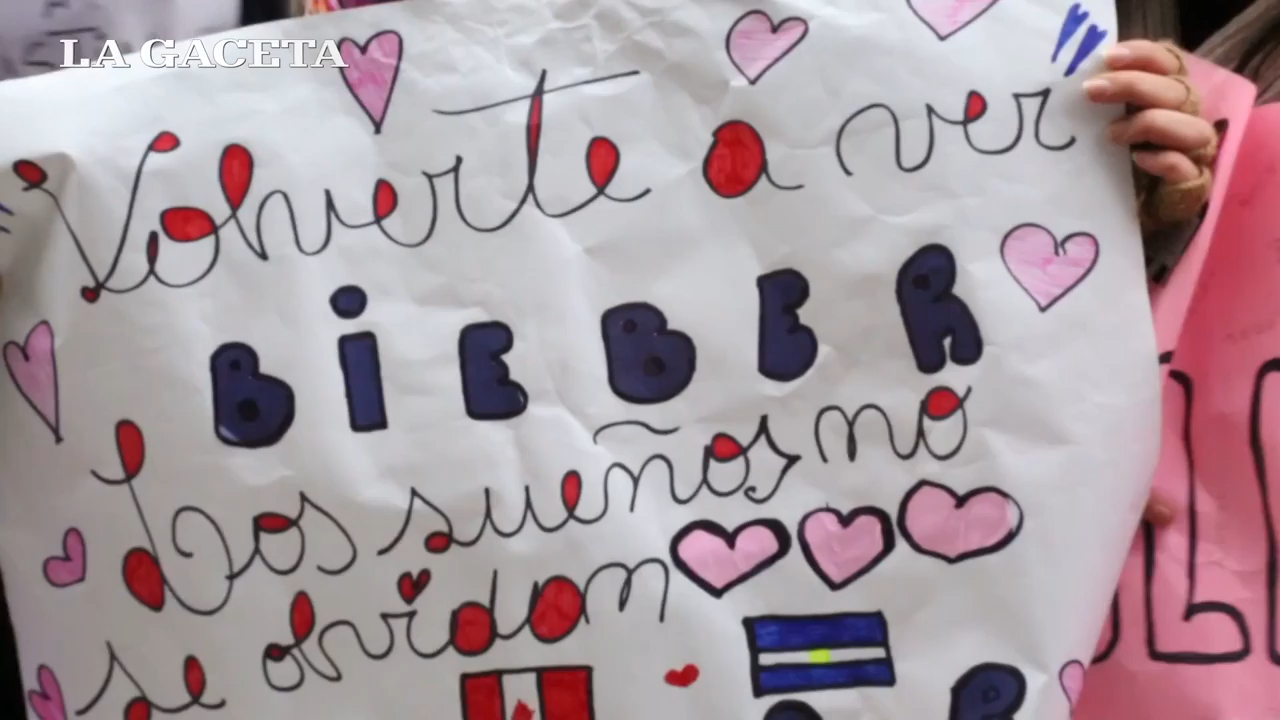 LA GACETA
" Volverte a ver "
BiEBER
Los sueños no
se olvidan